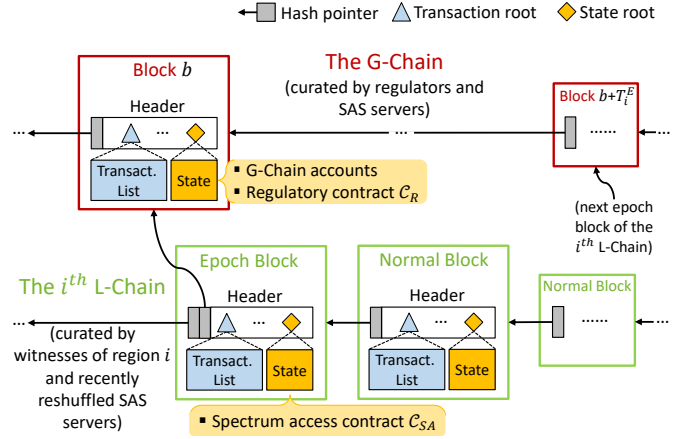 Hash pointer
Transaction root
State root
Block b
The G-Chain
(curated by regulators and
SAS servers)
Block b+T_i^E
Header
...
...
...
......
...
Transact.
List
State
▪ G-Chain accounts
▪ Regulatory contract C_R
(next epoch
block of the
i^th L-Chain)
The i^th L-Chain
Epoch Block
Normal Block
Normal Block
Header
Header
...
...
...
......
...
(curated by
witnesses of region i
and recently
reshuffled SAS
servers)
Transact.
List
State
Transact.
List
State
▪ Spectrum access contract C_SA